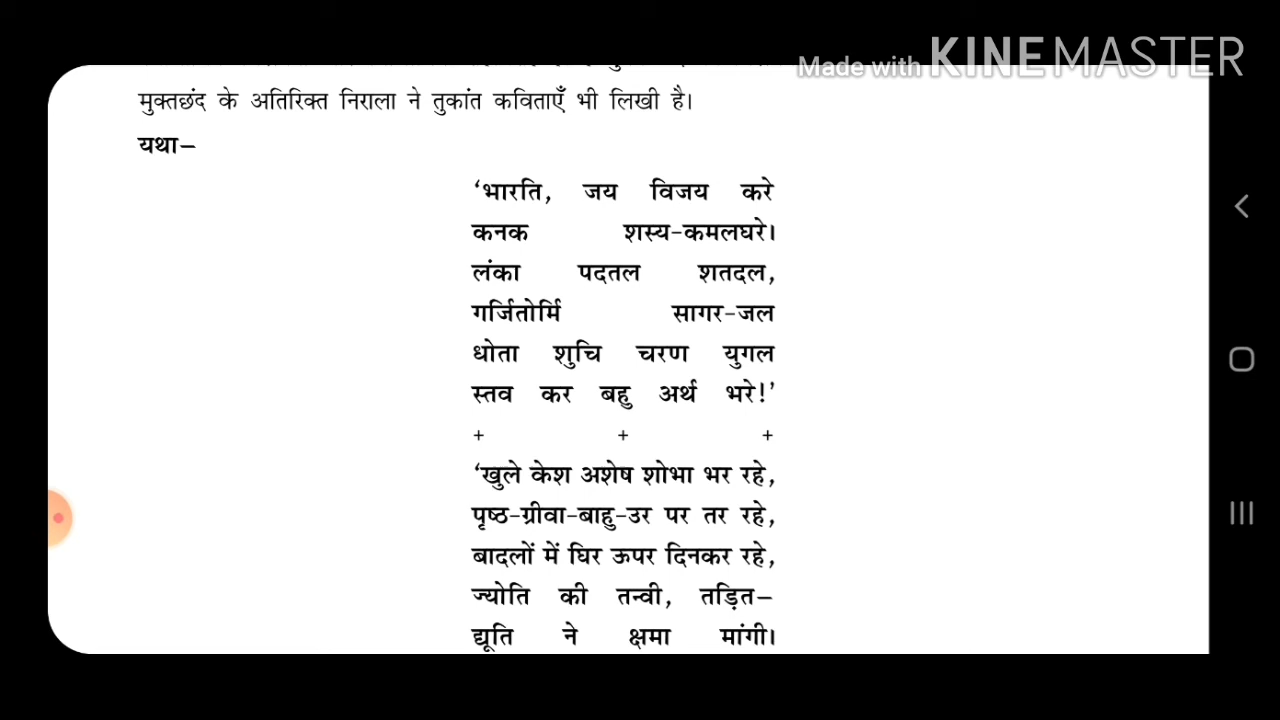 Made with KINEMASTER
मुक्तछंद के अतिरिक्त निराला ने तुकांत कविताएँ भी लिखी है।
यथा–
‘भारति, जय विजय करे
कनक शस्य-कमलघरे।
लंका पदतल शतदल,
गर्जितोर्मि सागर-जल
धोता शुचि चरण युगल
स्तव कर बहु अर्थ भरे!’
+ + +
‘खुले केश अशेष शोभा भर रहे,
पृष्ठ-ग्रीवा-बाहु-उर पर तर रहे,
बादलों में घिर ऊपर दिनकर रहे,
ज्योति की तन्वी, तड़ित–
द्यूति ने क्षमा मांगी।